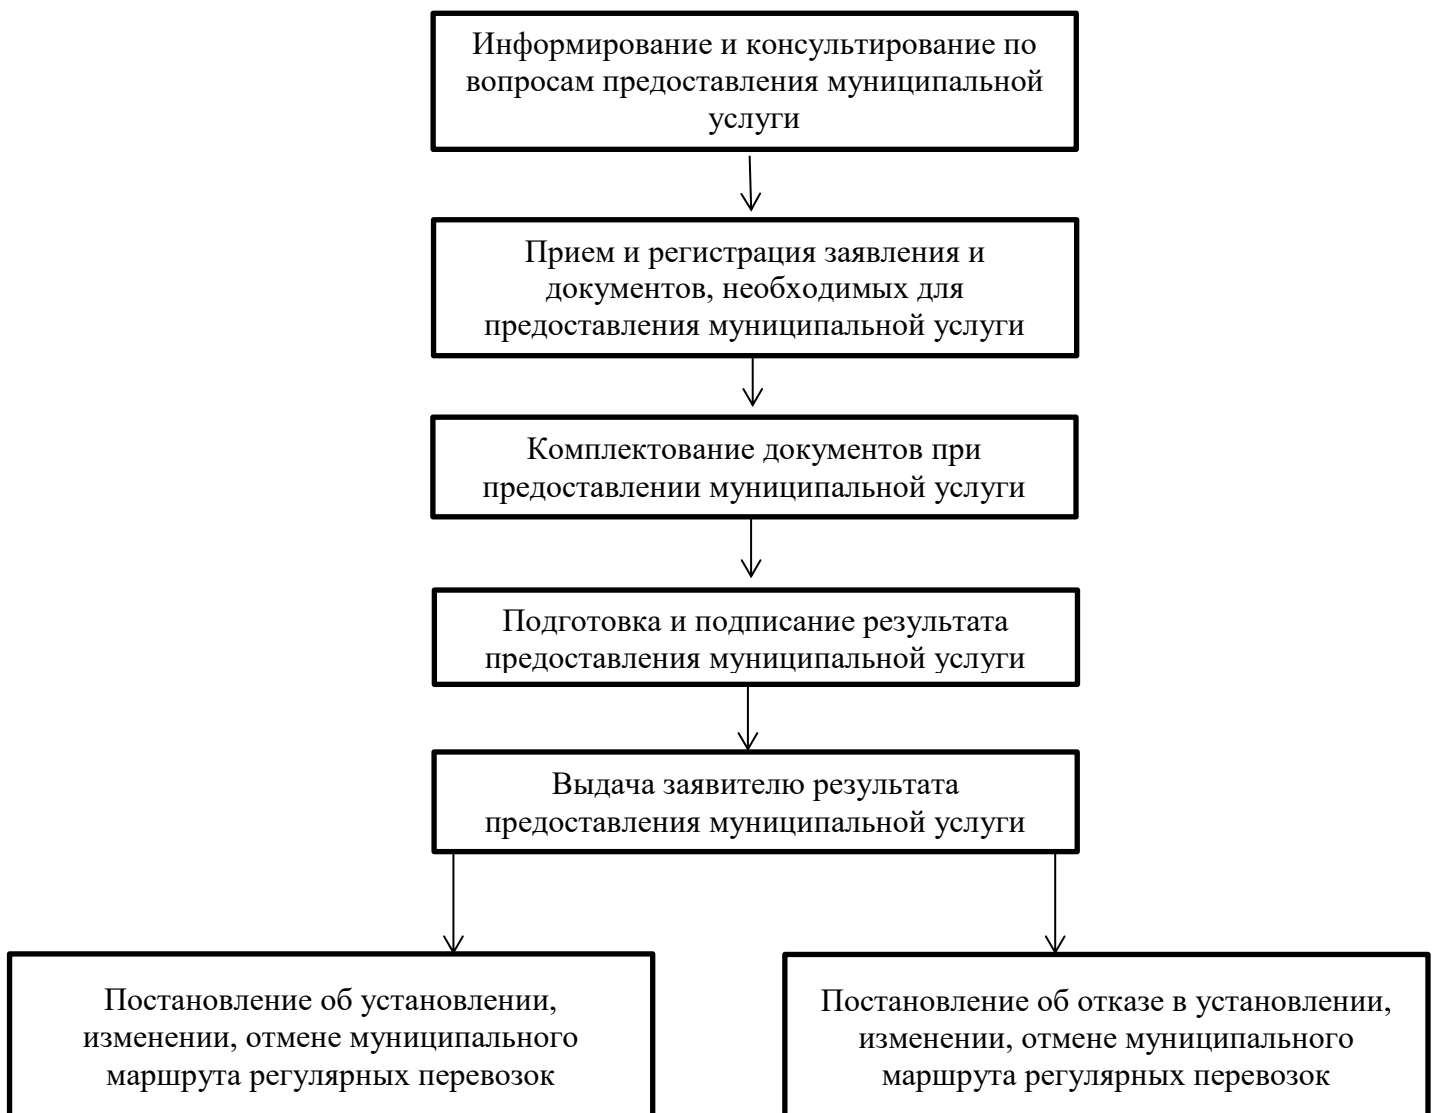 Информирование и консультирование по
вопросам предоставления муниципальной
услуги
Прием и регистрация заявления и
документов, необходимых для
предоставления муниципальной услуги
Комплектование документов при
предоставлении муниципальной услуги
Подготовка и подписание результата
предоставления муниципальной услуги
Выдача заявителю результата
предоставления муниципальной услуги
Постановление об установлении,
изменении, отмене муниципального
маршрута регулярных перевозок
Постановление об отказе в установлении,
изменении, отмене муниципального
маршрута регулярных перевозок